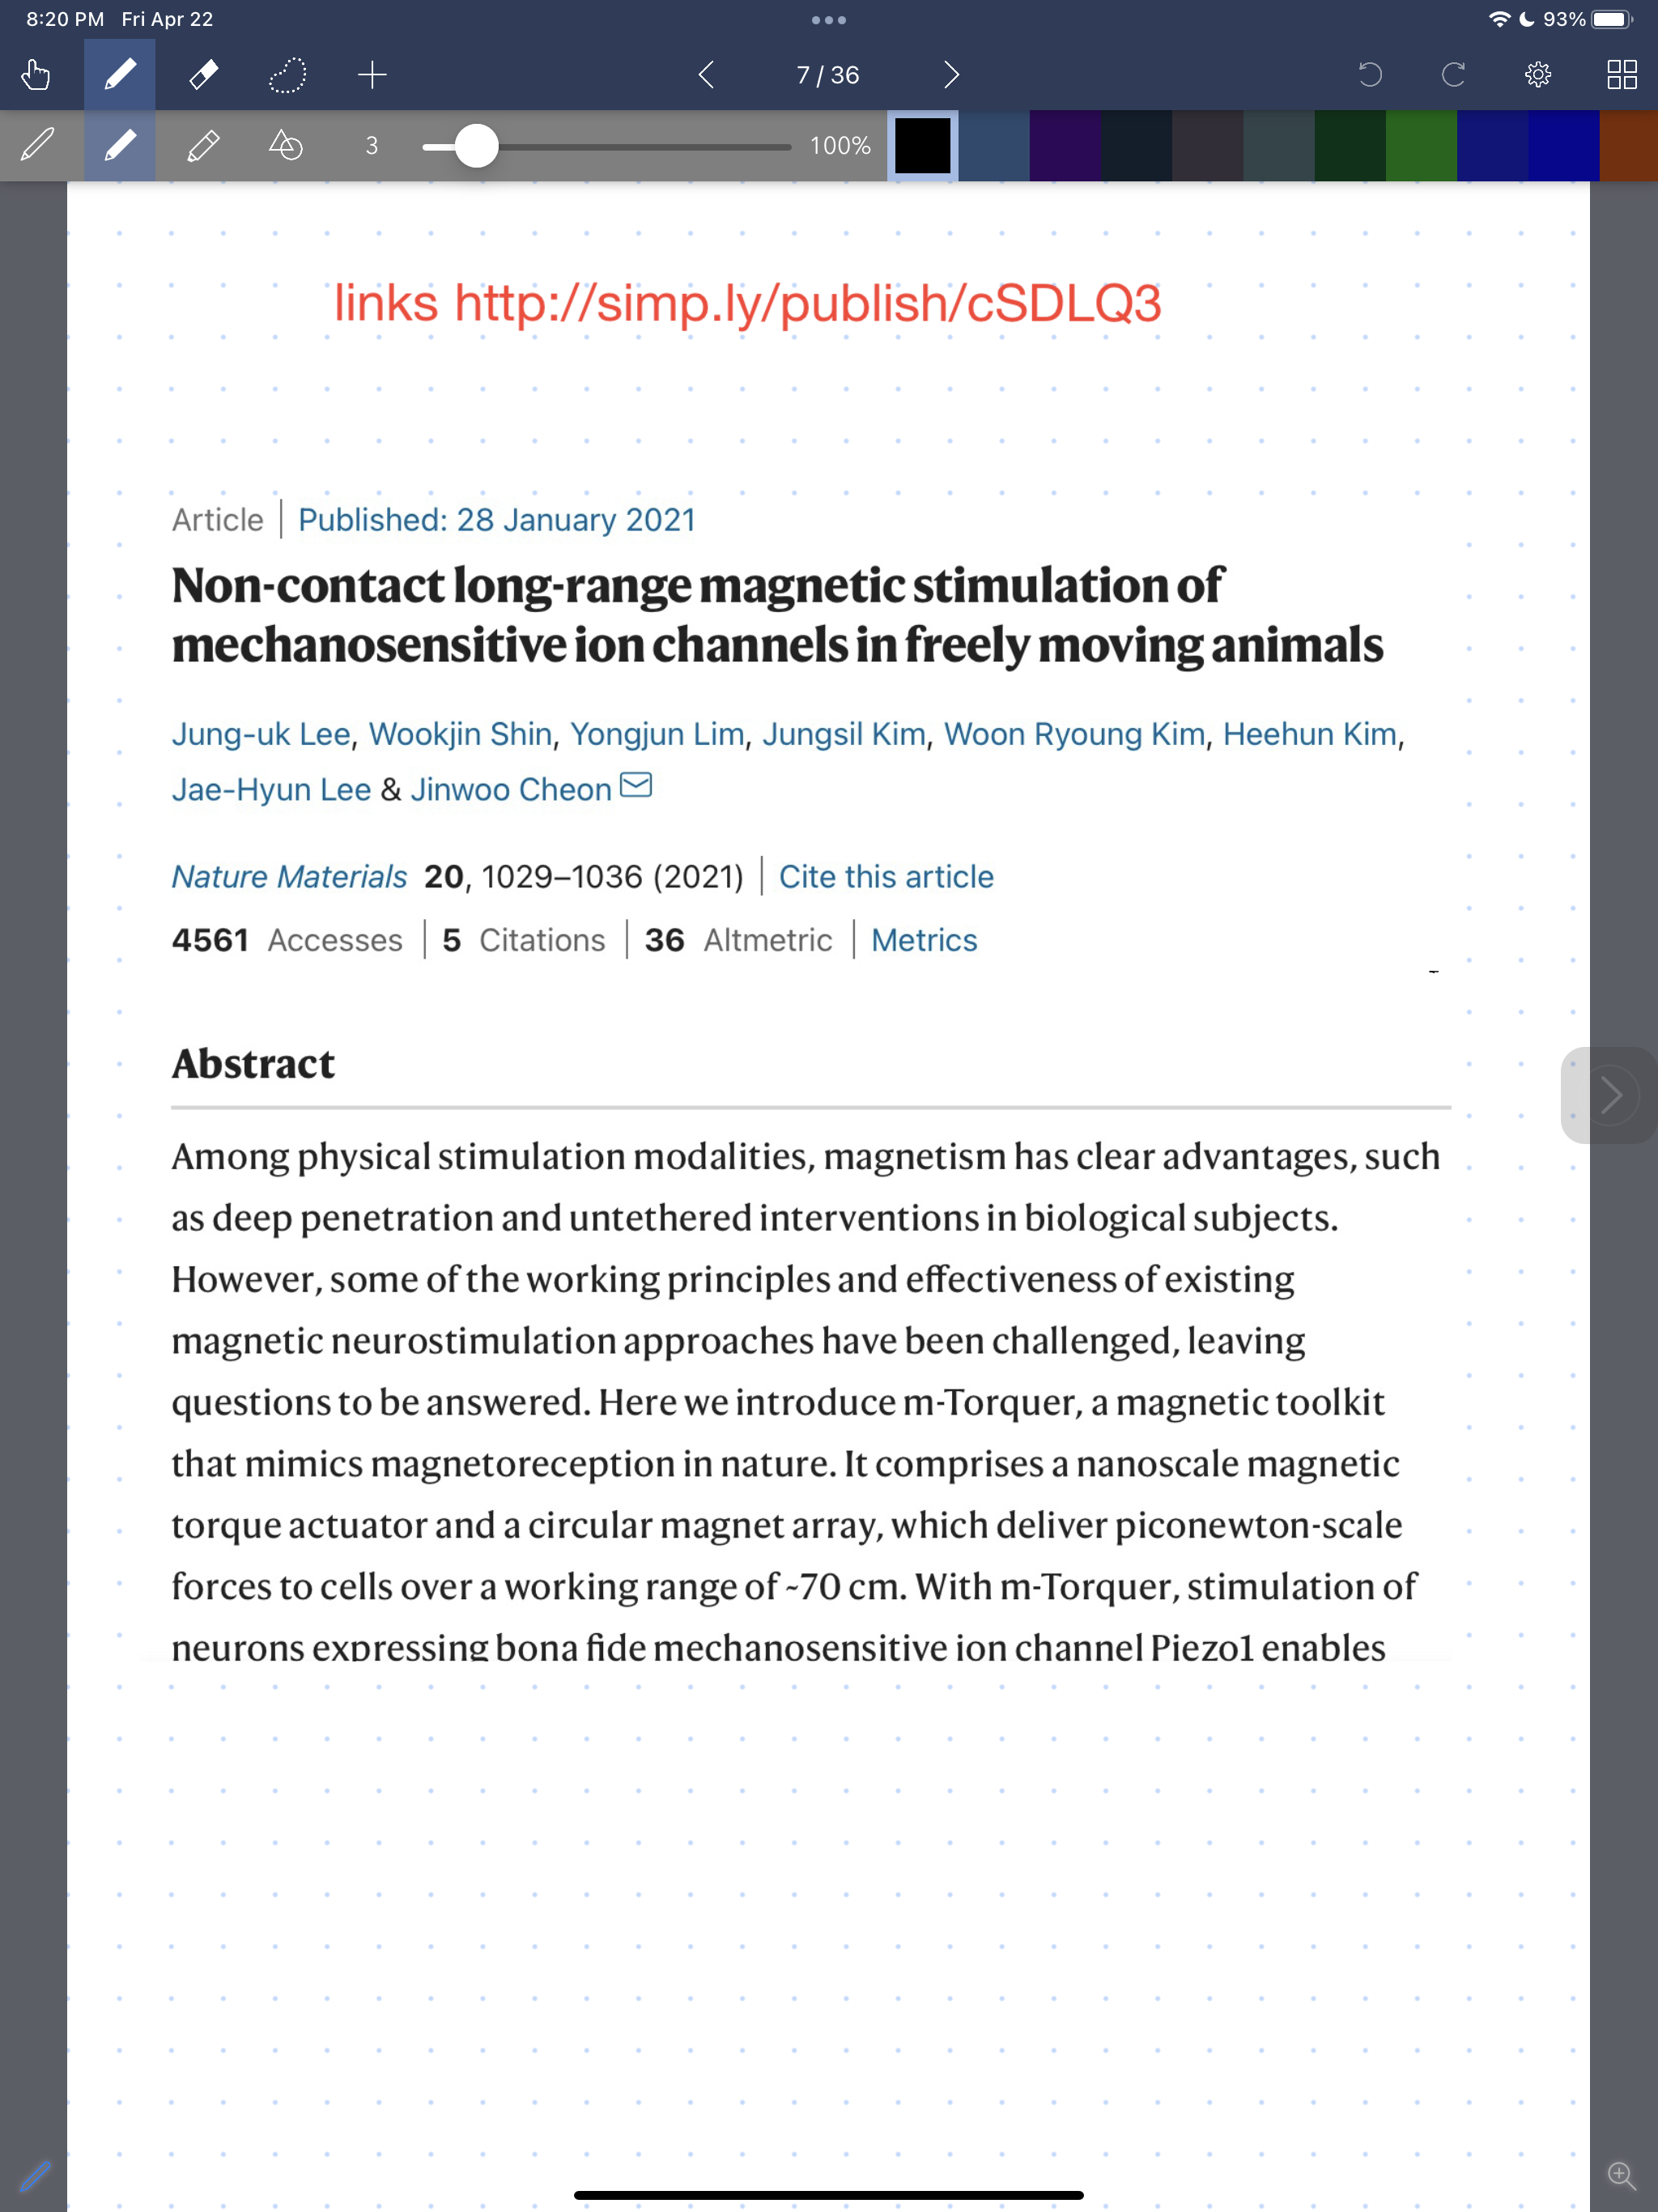 8:20 PM Fri Apr 22
93%
7 / 36
3
100%
links http://simp.ly/publish/cSDLQ3
Article | Published: 28 January 2021
Non-contact long-range magnetic stimulation of
mechanosensitive ion channels in freely moving animals
Jung-uk Lee, Wookjin Shin, Yongjun Lim, Jungsil Kim, Woon Ryoung Kim, Heehun Kim,
Jae-Hyun Lee & Jinwoo Cheon
Nature Materials 20, 1029–1036 (2021) | Cite this article
4561 Accesses | 5 Citations | 36 Altmetric | Metrics
Abstract
Among physical stimulation modalities, magnetism has clear advantages, such
as deep penetration and untethered interventions in biological subjects.
However, some of the working principles and effectiveness of existing
magnetic neurostimulation approaches have been challenged, leaving
questions to be answered. Here we introduce m-Torquer, a magnetic toolkit
that mimics magnetoreception in nature. It comprises a nanoscale magnetic
torque actuator and a circular magnet array, which deliver piconewton-scale
forces to cells over a working range of ~70 cm. With m-Torquer, stimulation of
neurons expressing bona fide mechanosensitive ion channel Piezo1 enables